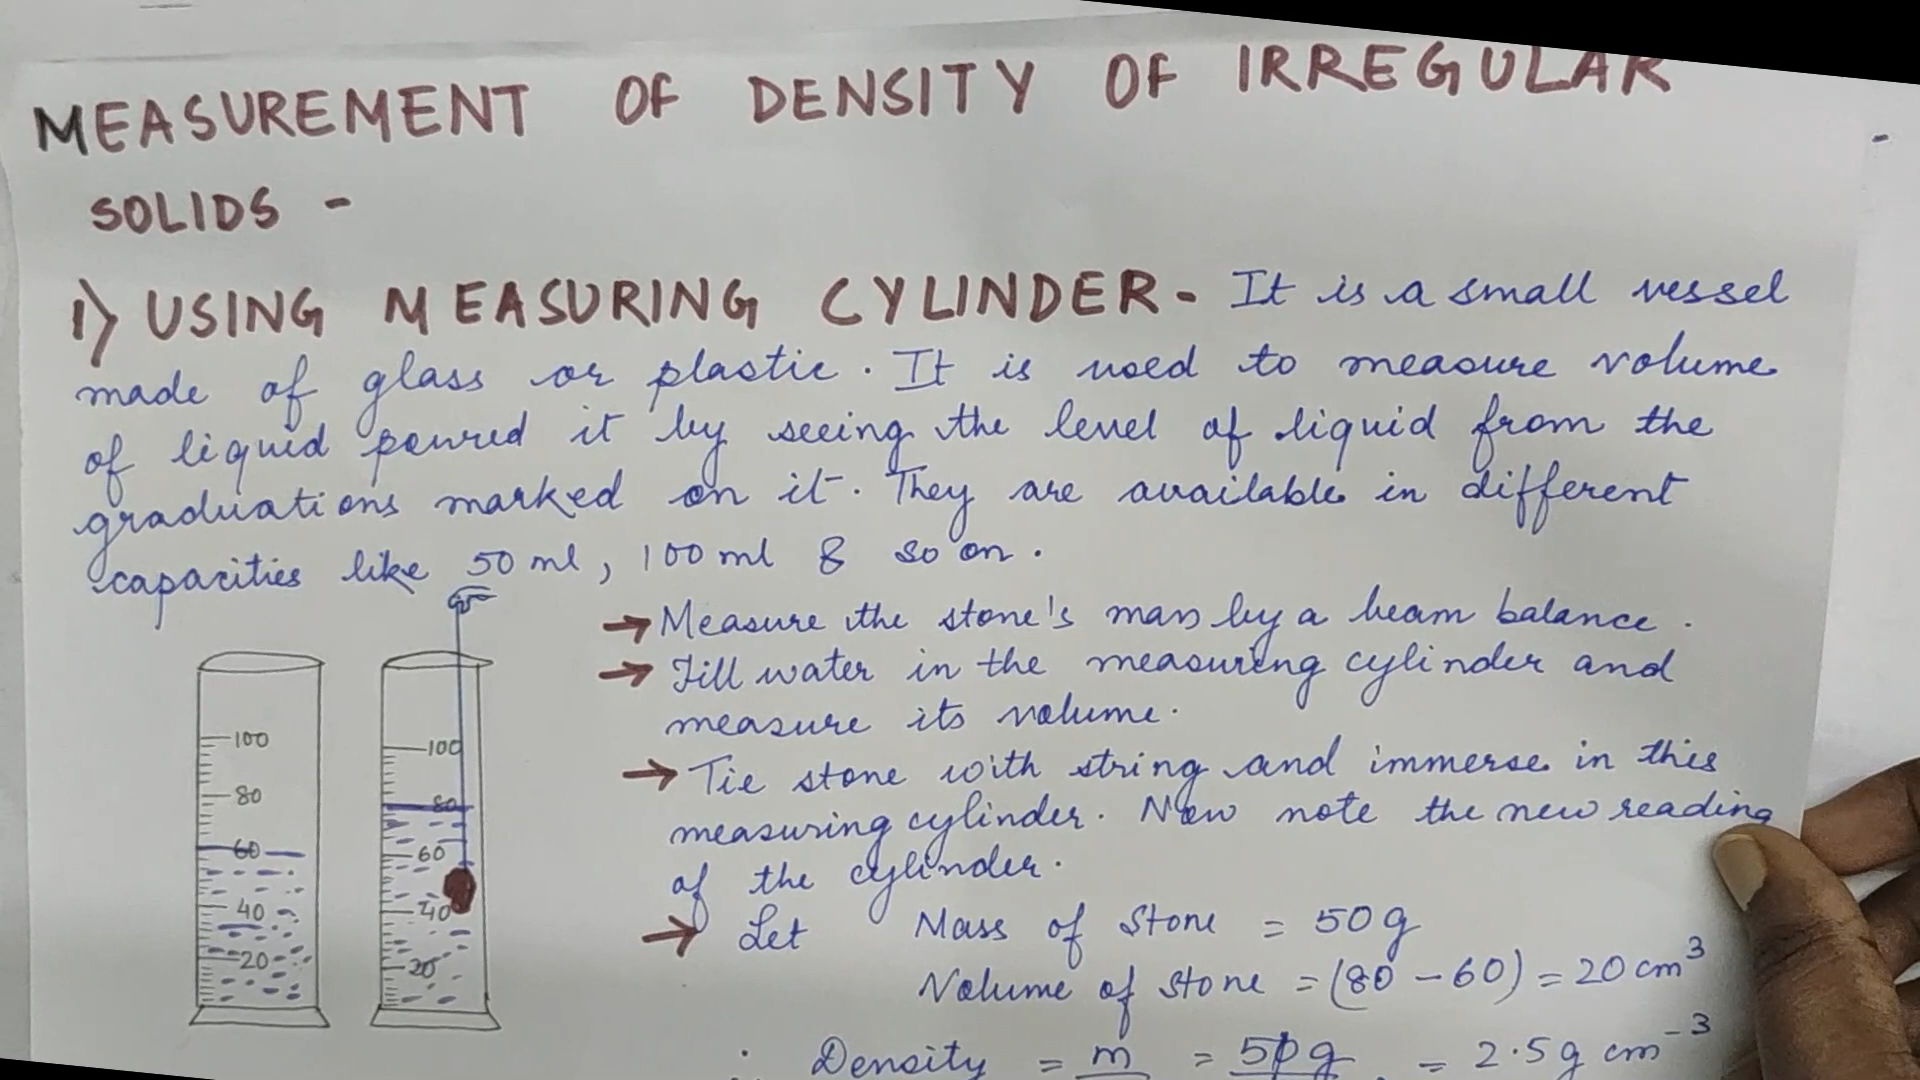 MEASUREMENT OF DENSITY OF IRREGULAR
SOLIDS -
1) USING MEASURING CYLINDER - It is a small vessel
made of glass or plastic. It is used to measure volume
of liquid poured it by seeing the level of liquid from the
graduations marked on it. They are available in different
capacities like 50 ml, 100 ml & so on.
→ Measure the stone's mass by a beam balance.
→ Fill water in the measuring cylinder and
measure its volume.
→ Tie stone with string and immerse in this
measuring cylinder. Now note the new reading
of the cylinder.
→ Let Mass of stone = 50 g
Volume of stone = (80 - 60) = 20 cm³
∴ Density = m = 50 g = 2.5 g cm⁻³
100
80
60
40
20
100
80
60
40
20